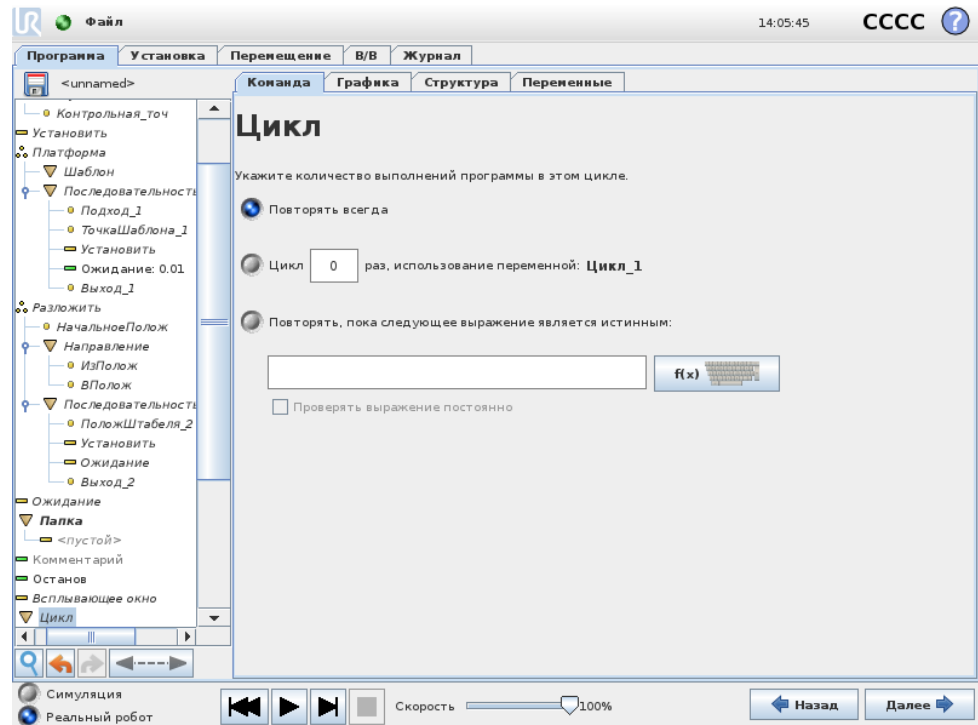 UR Файл 14:05:45 CCCC ?
Программа Установка Перемещение В/В Журнал
<unnamed>
Команда Графика Структура Переменные
Контрольная_точ
Установить
Платформа
Шаблон
Последовательность
Подход_1
ТочкаШаблона_1
Установить
Ожидание: 0.01
Выход_1
Разложить
НачальноеПолож
Направление
ИзПолож
ВПолож
Последовательность
ПоложШтабеля_2
Установить
Ожидание
Выход_2
Ожидание
Папка
<пустой>
Комментарий
Останов
Всплывающее окно
Цикл
Цикл
Укажите количество выполнений программы в этом цикле.
Повторять всегда
Цикл 0 раз, использование переменной: Цикл_1
Повторять, пока следующее выражение является истинным:
f(x)
Проверять выражение постоянно
Симуляция
Реальный робот
Скорость 100%
Назад Далее